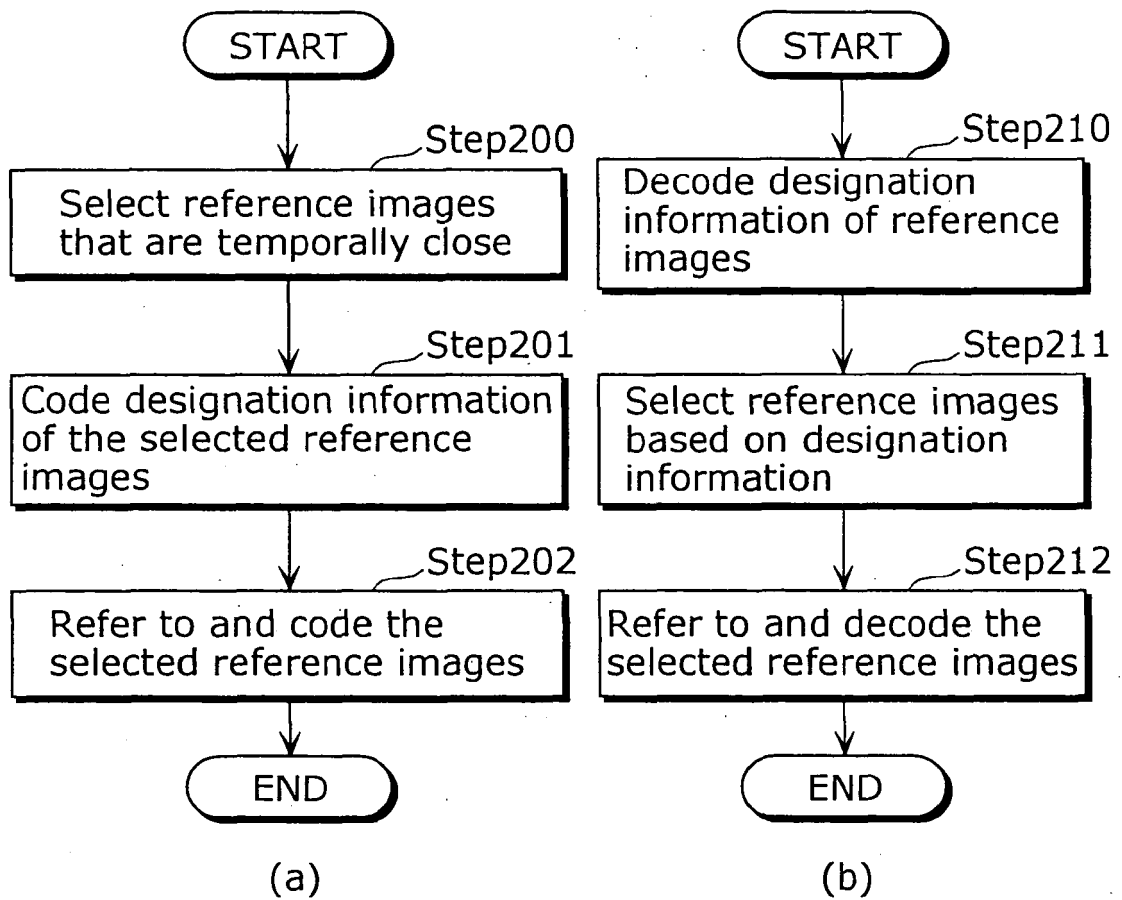 START
Step200
Select reference images
that are temporally close
Step201
Code designation information
of the selected reference
images
Step202
Refer to and code the
selected reference images
END
(a)
START
Step210
Decode designation
information of reference
images
Step211
Select reference images
based on designation
information
Step212
Refer to and decode the
selected reference images
END
(b)